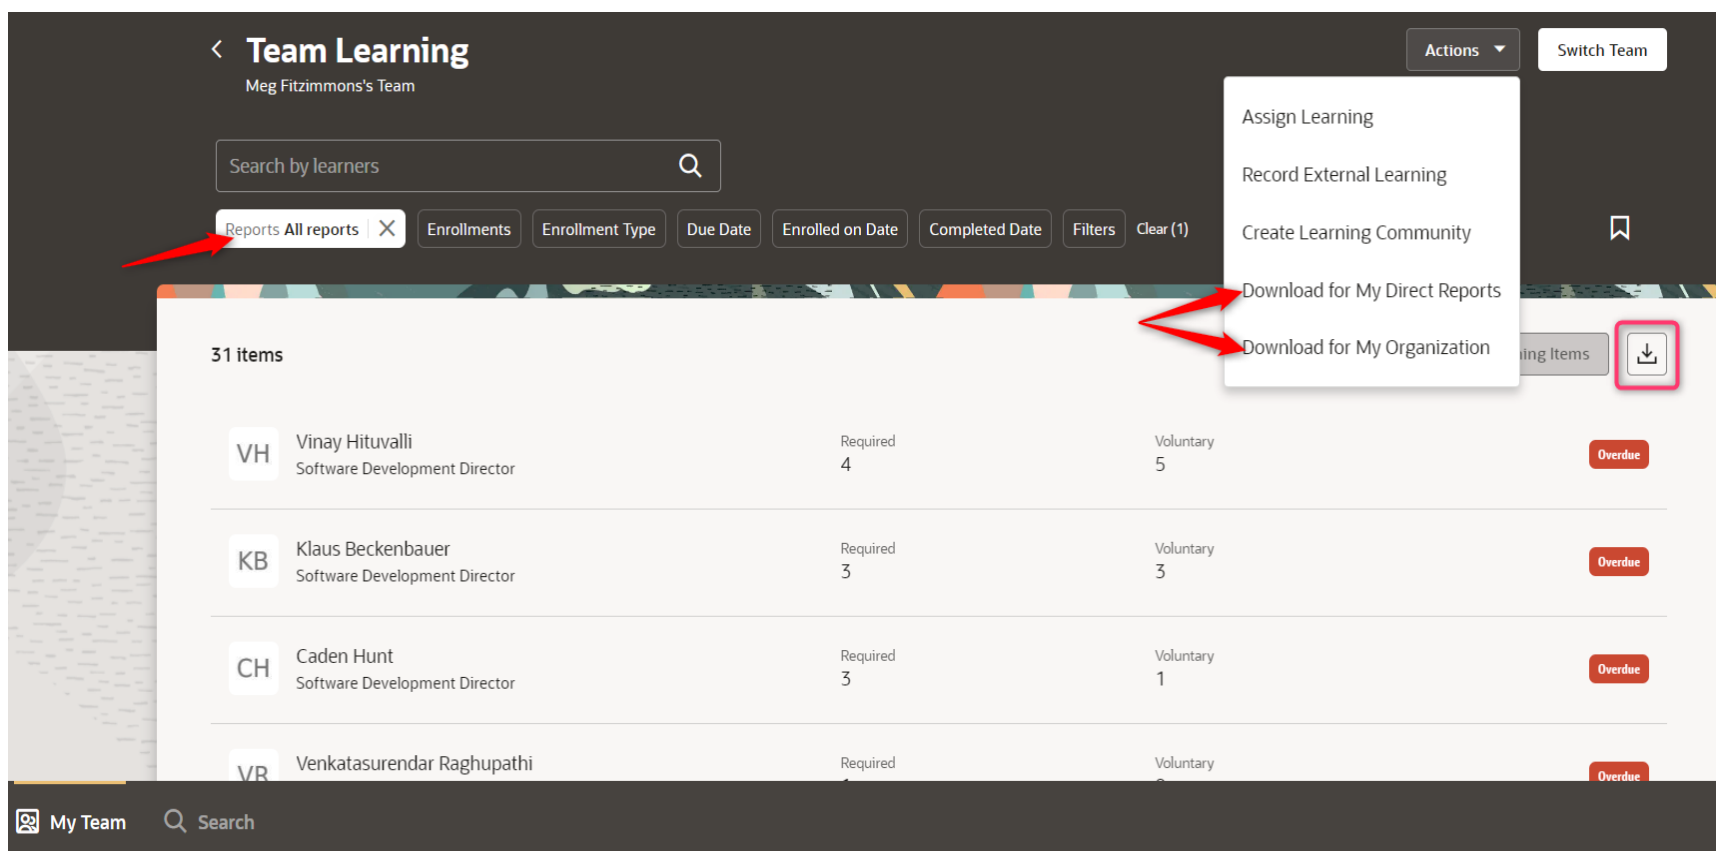 Team Learning
Meg Fitzimmons's Team
Actions
Switch Team
Assign Learning
Record External Learning
Create Learning Community
Download for My Direct Reports
Download for My Organization
Search by learners
Reports All reports
Enrollments
Enrollment Type
Due Date
Enrolled on Date
Completed Date
Filters
Clear (1)
31 items
Items
VH
Vinay Hituvalli
Software Development Director
Required
4
Voluntary
5
Overdue
KB
Klaus Beckenbauer
Software Development Director
Required
3
Voluntary
3
Overdue
CH
Caden Hunt
Software Development Director
Required
3
Voluntary
1
Overdue
VR
Venkatasurendar Raghupathi
Required
Voluntary
Overdue
My Team
Search